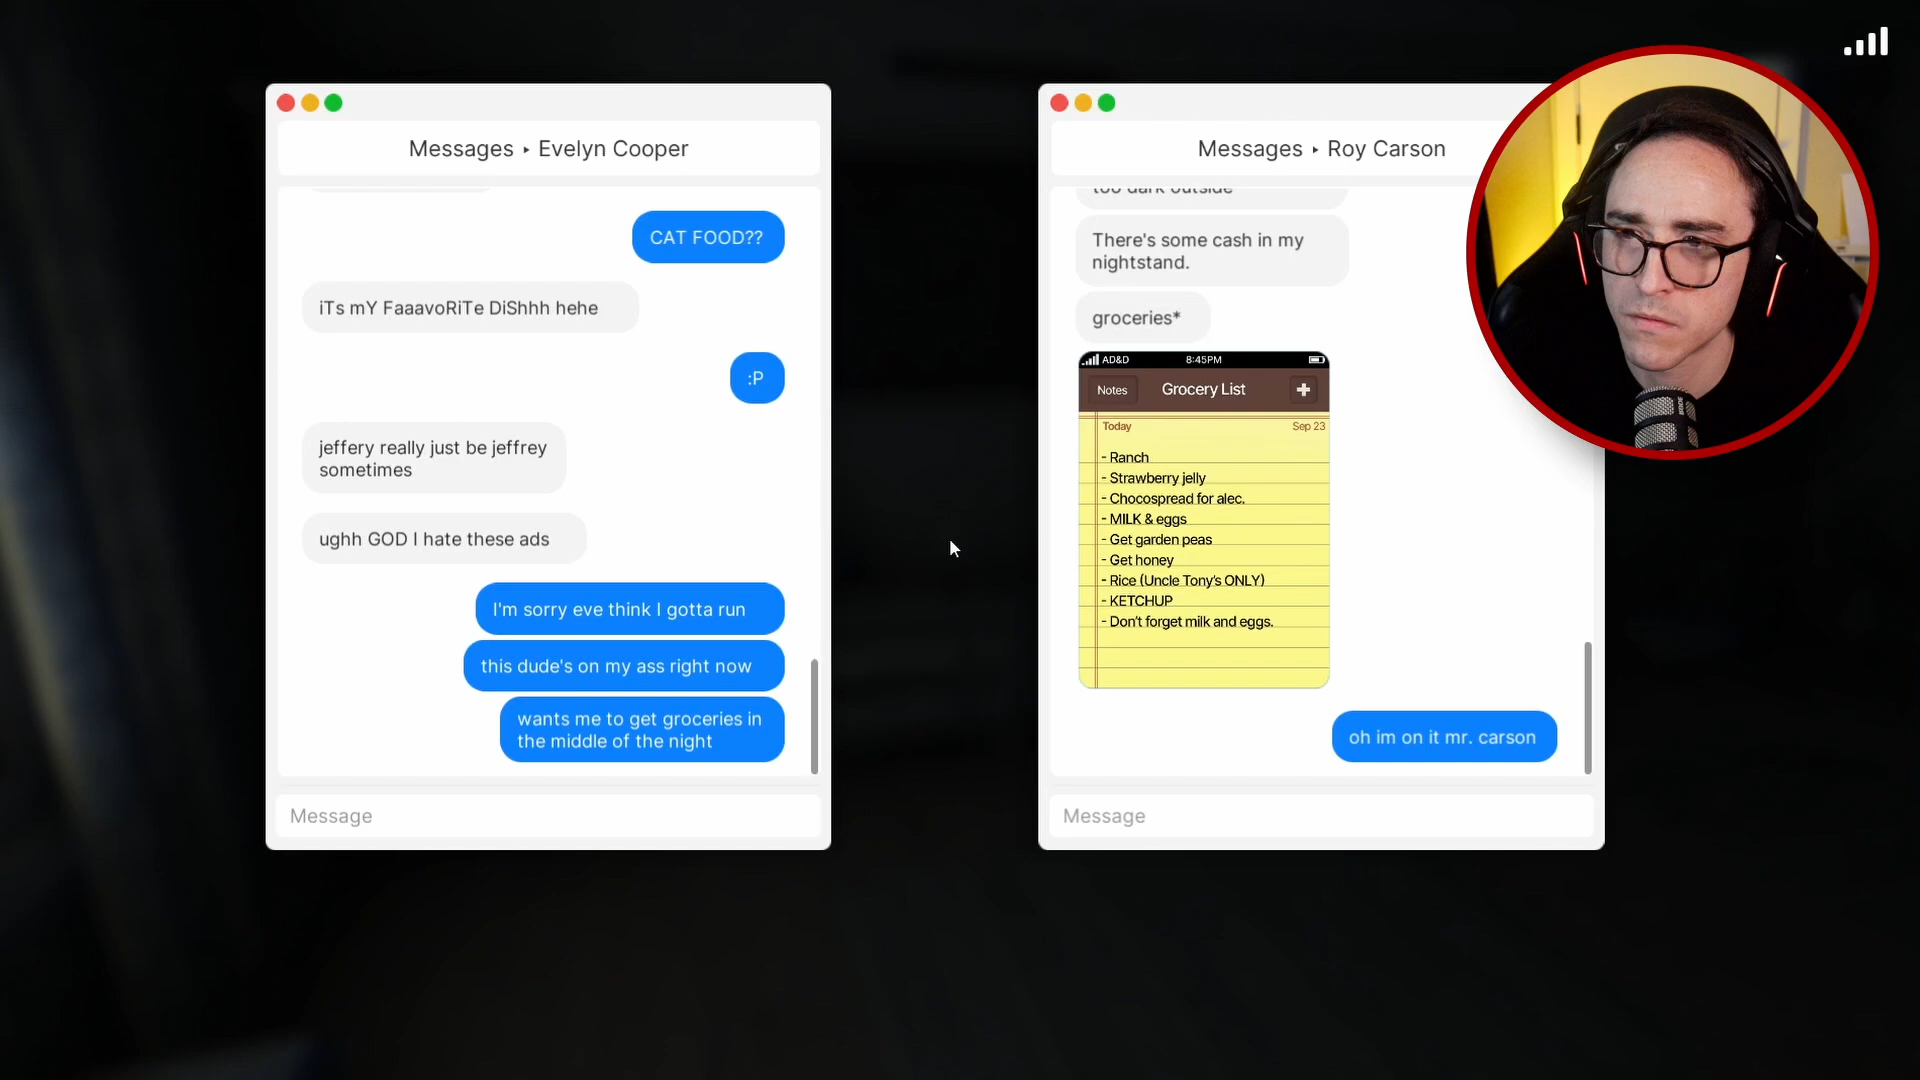 Messages ▸ Evelyn Cooper
CAT FOOD??
iTs mY FaaavoRiTe DiShhh hehe
:P
jeffery really just be jeffrey
sometimes
ughh GOD I hate these ads
I'm sorry eve think I gotta run
this dude's on my ass right now
wants me to get groceries in
the middle of the night
Message
Messages ▸ Roy Carson
too dark outside
There's some cash in my
nightstand.
groceries*
AD&D 8:45PM
Notes Grocery List +
Today Sep 23
- Ranch
- Strawberry jelly
- Chocospread for alec.
- MILK & eggs
- Get garden peas
- Get honey
- Rice (Uncle Tony's ONLY)
- KETCHUP
- Don't forget milk and eggs.
oh im on it mr. carson
Message